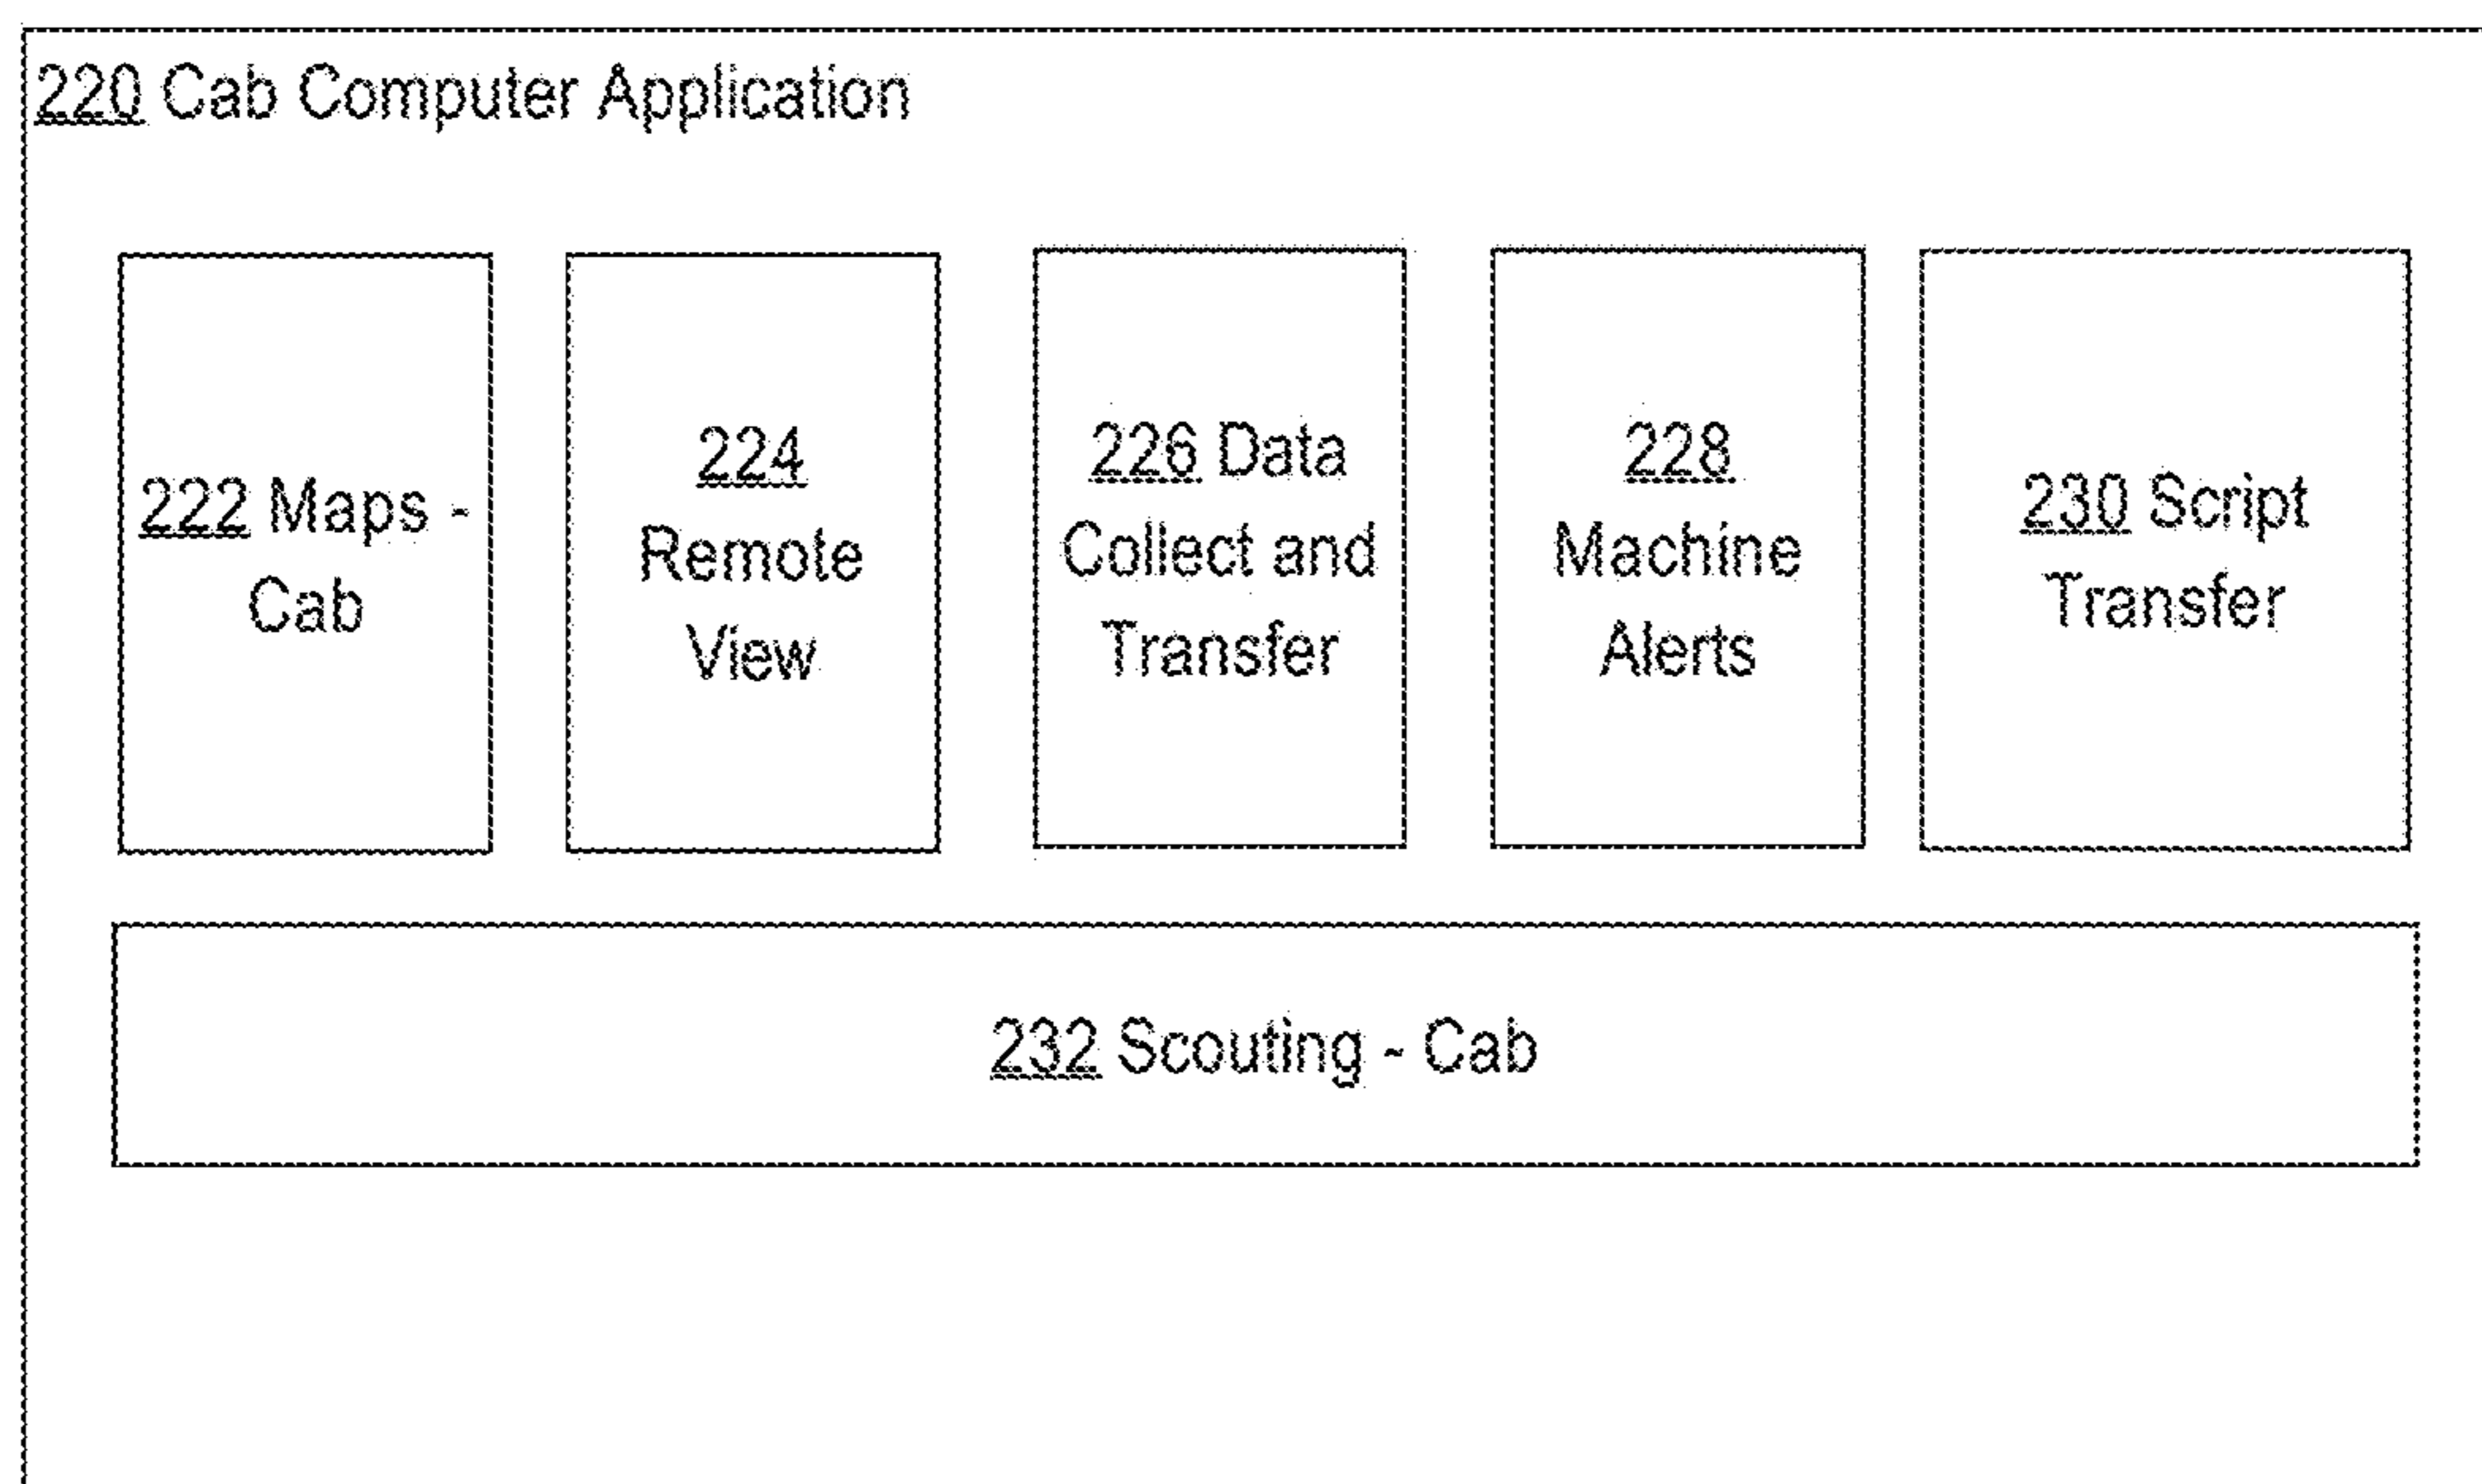 220 Cab Computer Application
222 Maps -
Cab
224
Remote
View
226 Data
Collect and
Transfer
228
Machine
Alerts
230 Script
Transfer
232 Scouting - Cab